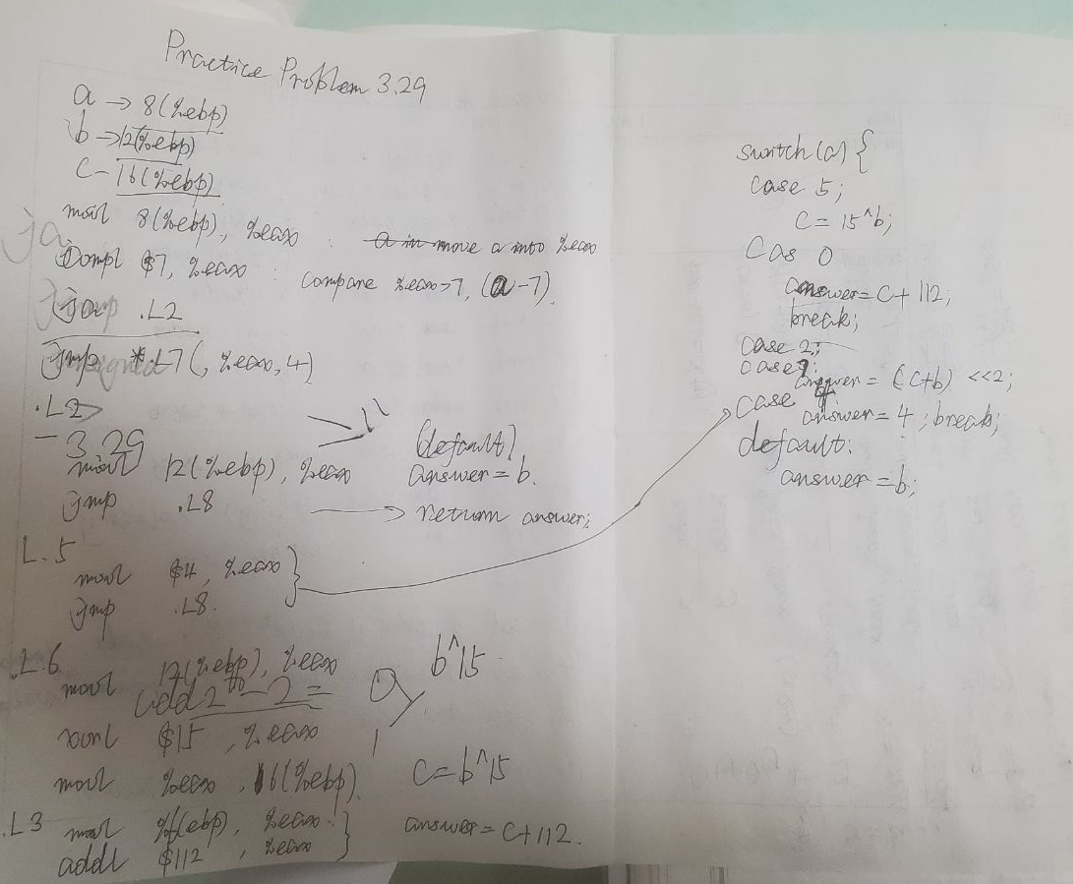 Practice Problem 3.29
a → 8(%ebp)
b → 12(%ebp)
c - 16(%ebp)
movl 8(%ebp), %eax : a in move a into %eax
compl $7, %eax : compare %eax>7, (a-7)
ja .L2
jmp *.L7(, %eax, 4)
.L2
- 3.29
movl 12(%ebp), %eax
jmp .L8
(default)
answer = b.
→ return answer;
L.5
movl $4, %eax
jmp .L8.
.L6
movl 12(%ebp), %eax
b^15
add 2 - 2 =
xorl $15, %eax
movl %eax, 16(%ebp)
c = b^15
.L3 movl 16(ebp), %eax
addl $112, %eax
answer = c+112.
switch(a) {
case 5;
c = 15^b;
Cas 0
answer = c + 112;
break;
case 2;
case 7:
answer = (c+b) <<2;
case 4
answer = 4; break;
default:
answer = b;